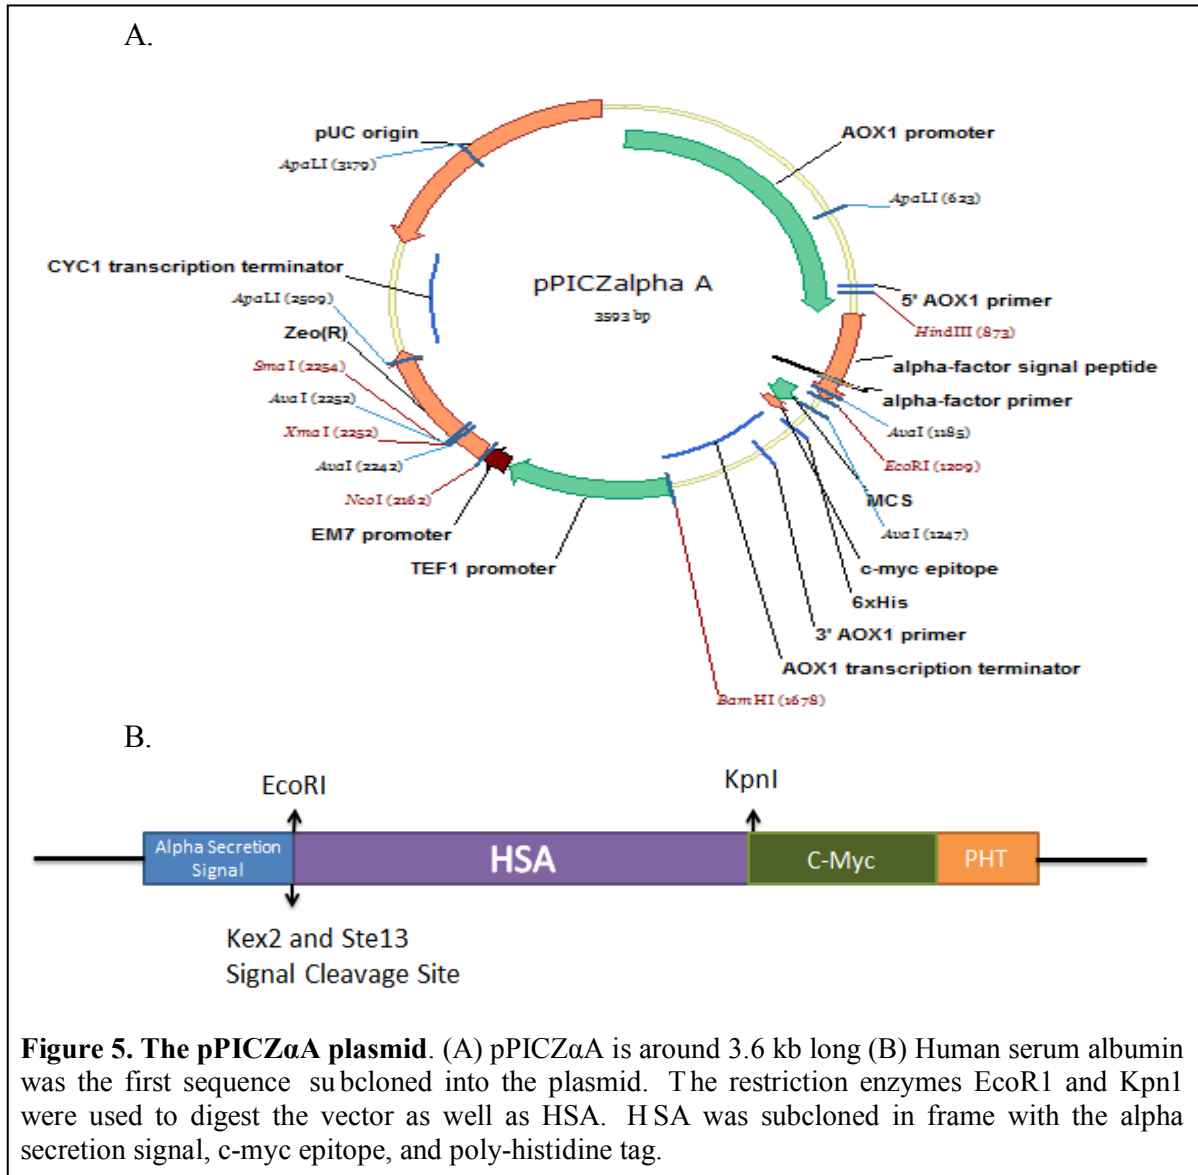 A.
pUC origin
ApaLI (3179)
AOX1 promoter
ApaLI (623)
CYC1 transcription terminator
pPICZalpha A
3593 bp
5' AOX1 primer
HindIII (873)
ApaLI (2509)
Zeo(R)
SmaI (2254)
AvaI (2252)
XmaI (2252)
AvaI (2242)
NcoI (2162)
alpha-factor signal peptide
alpha-factor primer
AvaI (1185)
EcoRI (1209)
MCS
AvaI (1247)
EM7 promoter
TEF1 promoter
c-myc epitope
6xHis
3' AOX1 primer
AOX1 transcription terminator
BamHI (1678)
B.
EcoRI
KpnI
Alpha Secretion
Signal
HSA
C-Myc
PHT
Kex2 and Ste13
Signal Cleavage Site
Figure 5. The pPICZαA plasmid. (A) pPICZαA is around 3.6 kb long (B) Human serum albumin
was the first sequence subcloned into the plasmid. The restriction enzymes EcoR1 and Kpn1
were used to digest the vector as well as HSA. HSA was subcloned in frame with the alpha
secretion signal, c-myc epitope, and poly-histidine tag.